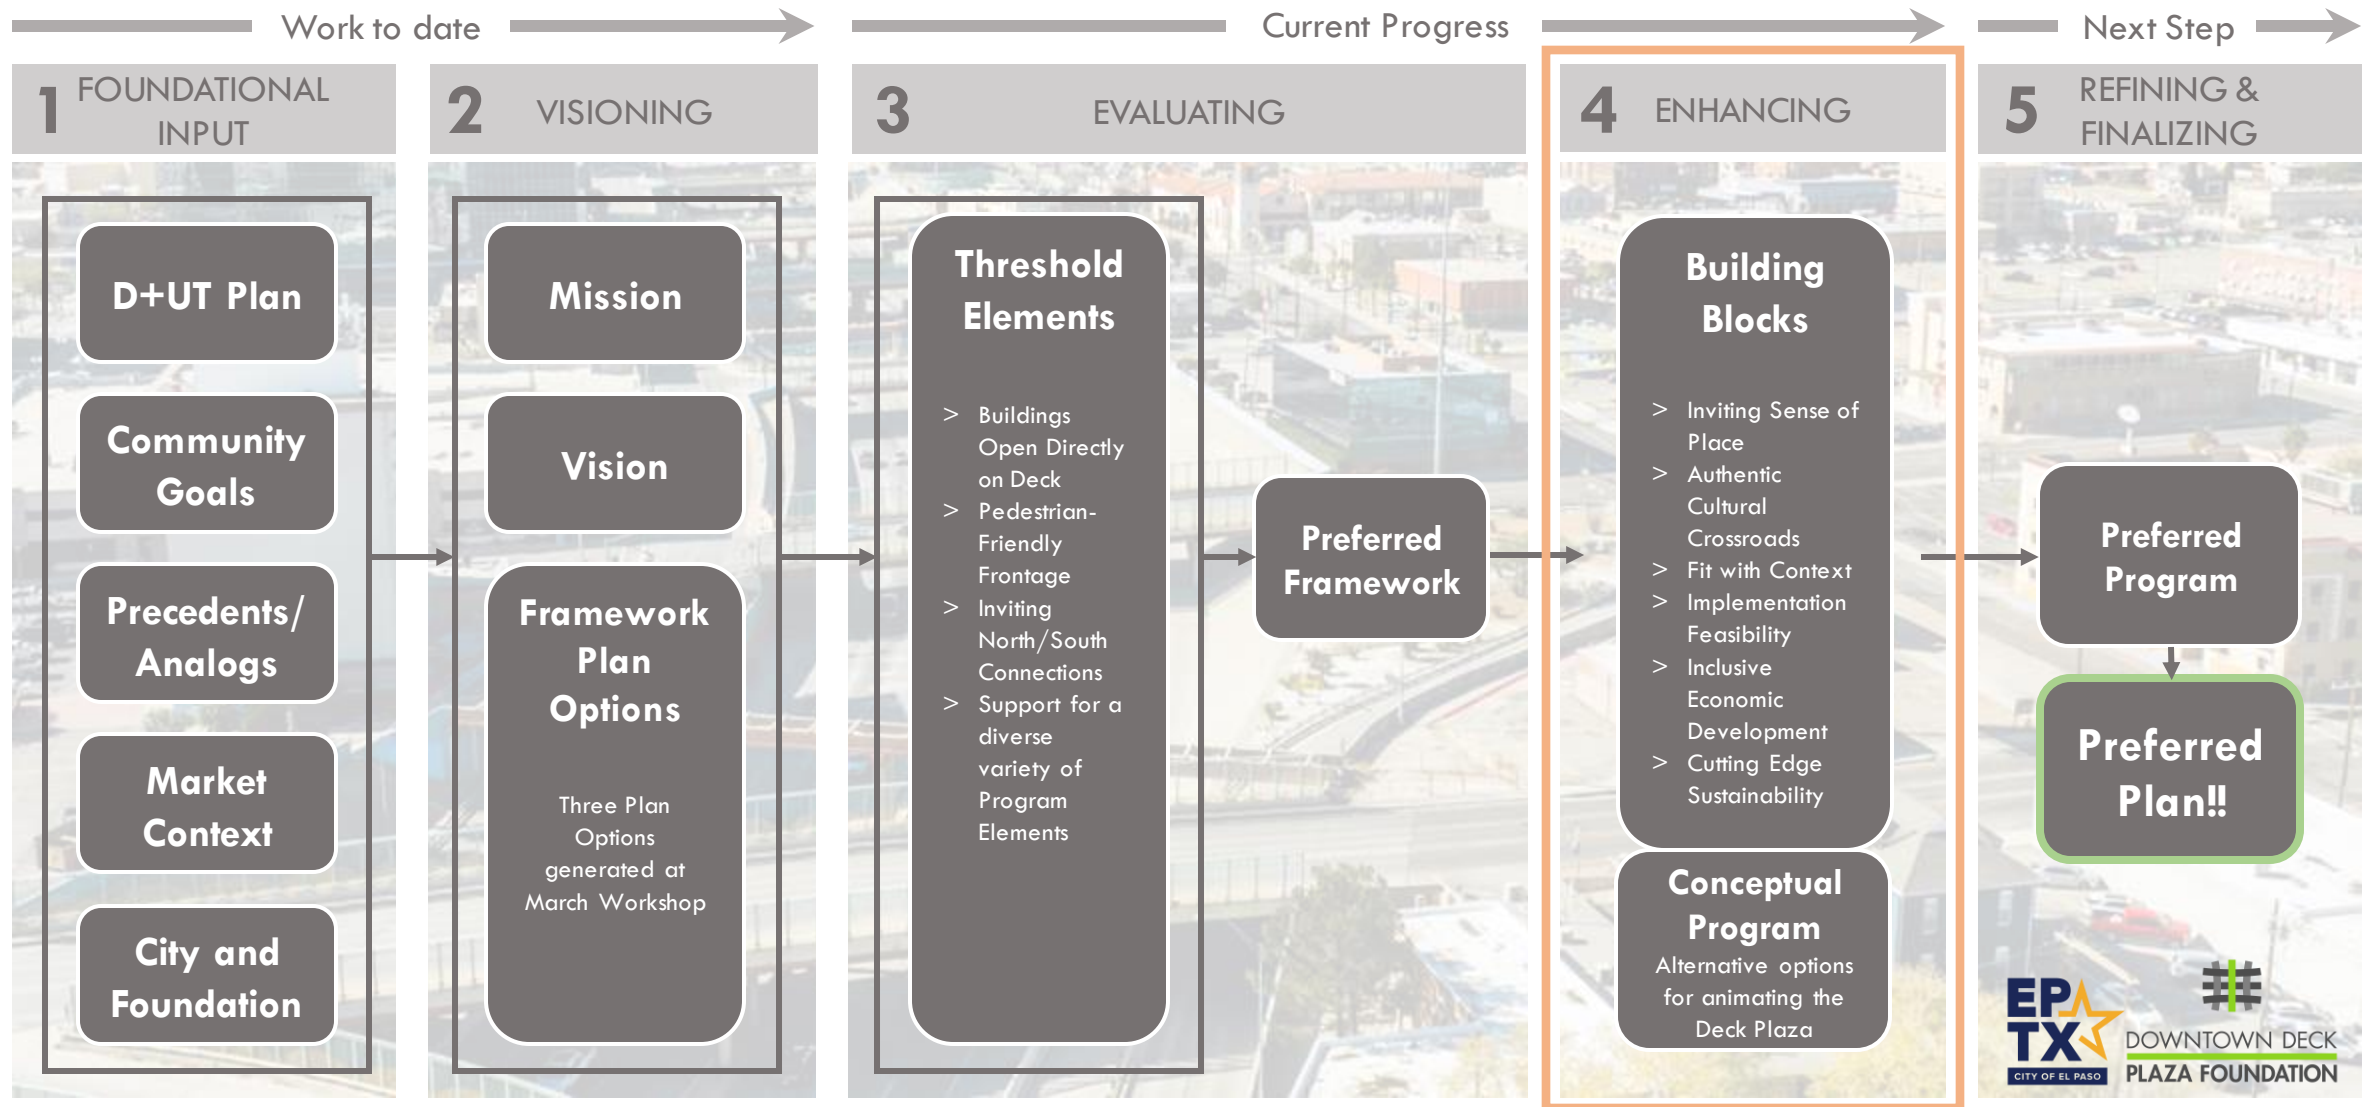 Work to date
Current Progress
Next Step
1 FOUNDATIONAL
INPUT
2 VISIONING
3 EVALUATING
4 ENHANCING
5 REFINING &
FINALIZING
D+UT Plan
Community
Goals
Precedents/
Analogs
Market
Context
City and
Foundation
Mission
Vision
Framework
Plan
Options
Three Plan
Options
generated at
March Workshop
Threshold
Elements
> Buildings
Open Directly
on Deck
> Pedestrian-
Friendly
Frontage
> Inviting
North/South
Connections
> Support for a
diverse
variety of
Program
Elements
Preferred
Framework
Building
Blocks
> Inviting Sense of
Place
> Authentic
Cultural
Crossroads
> Fit with Context
> Implementation
Feasibility
> Inclusive
Economic
Development
> Cutting Edge
Sustainability
Conceptual
Program
Alternative options
for animating the
Deck Plaza
Preferred
Program
Preferred
Plan!!
EP
TX
CITY OF EL PASO
DOWNTOWN DECK
PLAZA FOUNDATION